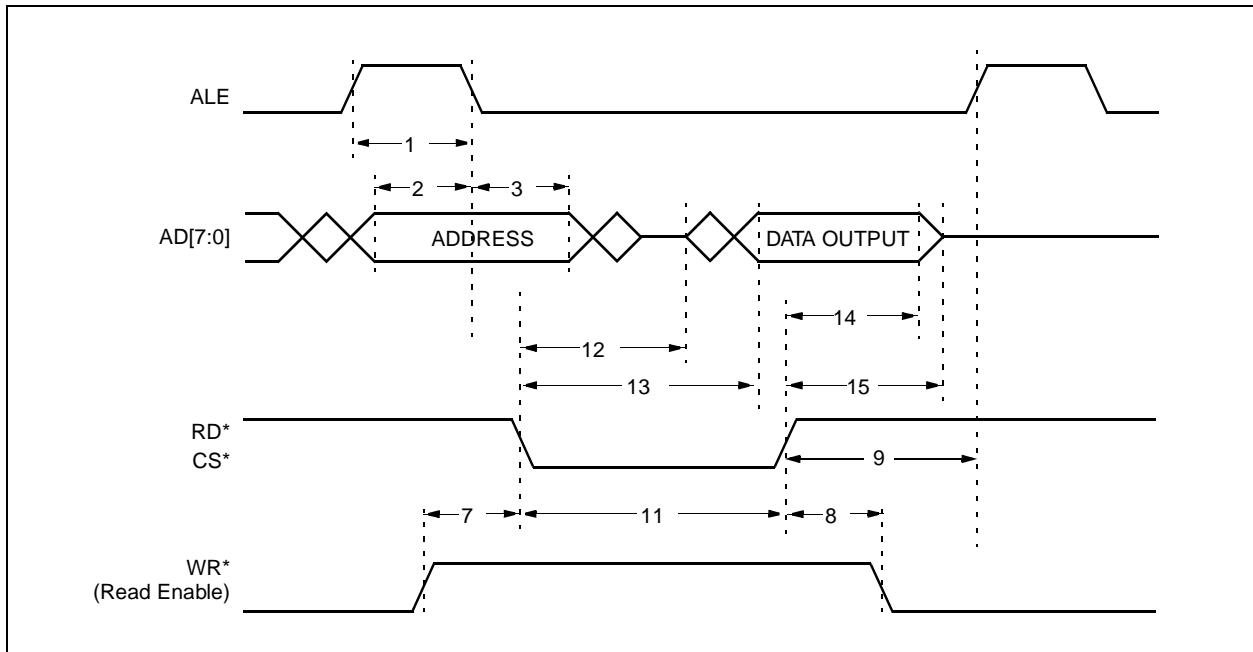 ALE
1
2
3
AD[7:0]
ADDRESS
DATA OUTPUT
14
12
13
15
RD*
CS*
9
7
11
8
WR*
(Read Enable)